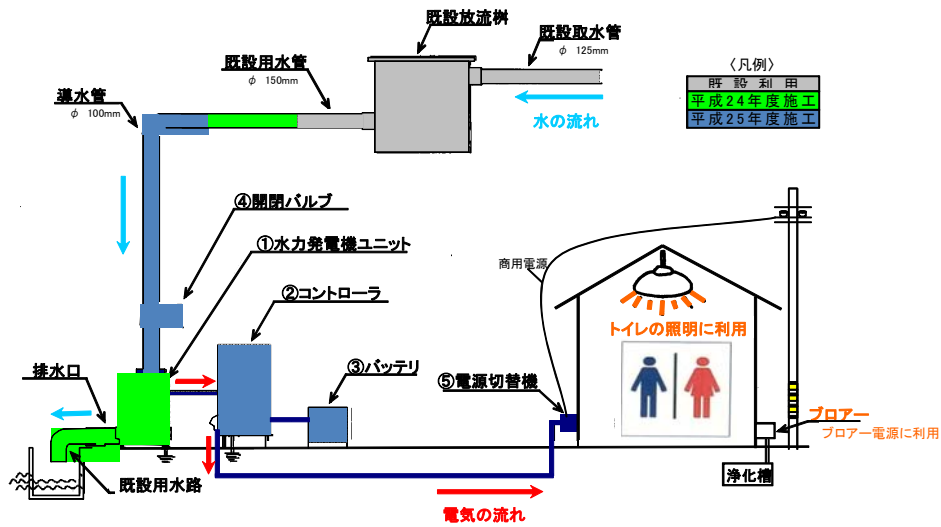 既設放流桝
既設取水管
φ 125mm
既設用水管
φ 150mm
導水管
φ 100mm
水の流れ
〈凡例〉
既設利用
平成24年度施工
平成25年度施工
④開閉バルブ
①水力発電機ユニット
②コントローラ
③バッテリ
商用電源
トイレの照明に利用
⑤電源切替機
排水口
既設用水路
ブロアー
ブロアー電源に利用
浄化槽
電気の流れ